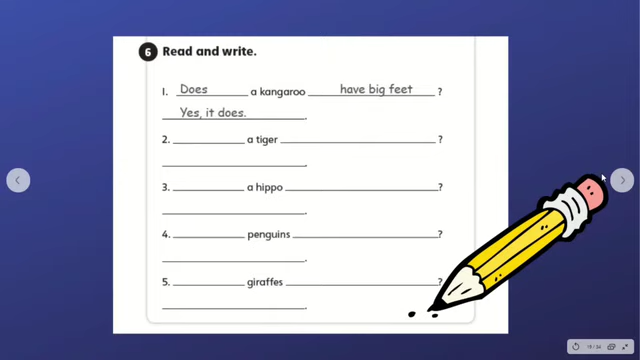 6 Read and write.
1. Does a kangaroo have big feet ?
Yes, it does. .
2. a tiger ?
.
3. a hippo ?
.
4. penguins ?
.
5. giraffes ?
.